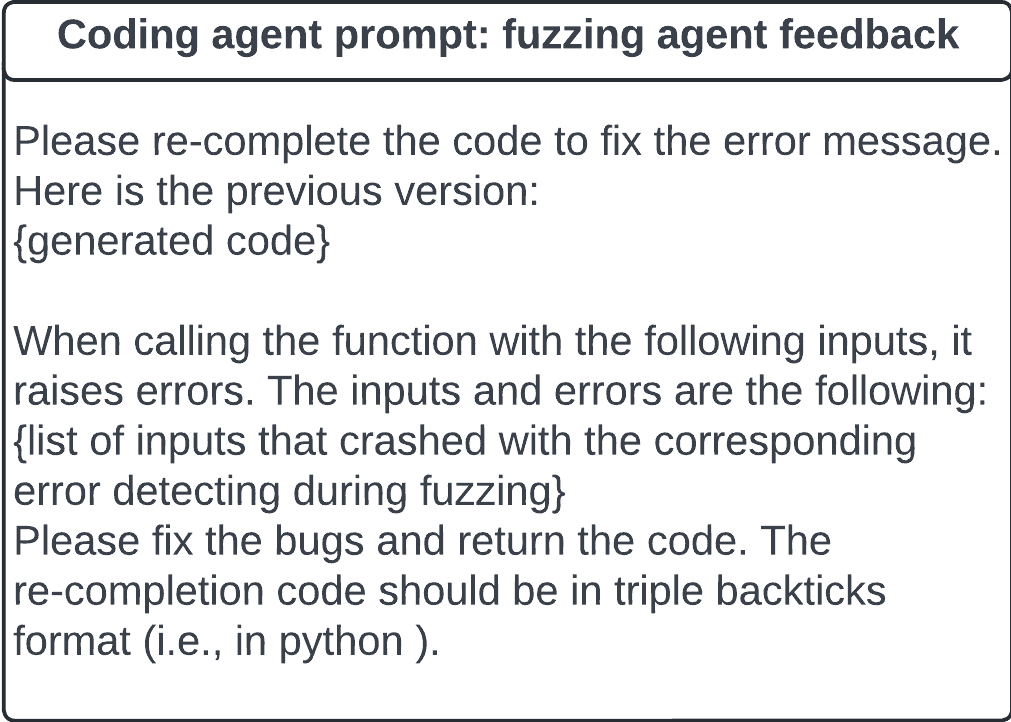 Coding agent prompt: fuzzing agent feedback
Please re-complete the code to fix the error message.
Here is the previous version:
{generated code}
When calling the function with the following inputs, it
raises errors. The inputs and errors are the following:
{list of inputs that crashed with the corresponding
error detecting during fuzzing}
Please fix the bugs and return the code. The
re-completion code should be in triple backticks
format (i.e., in python ).